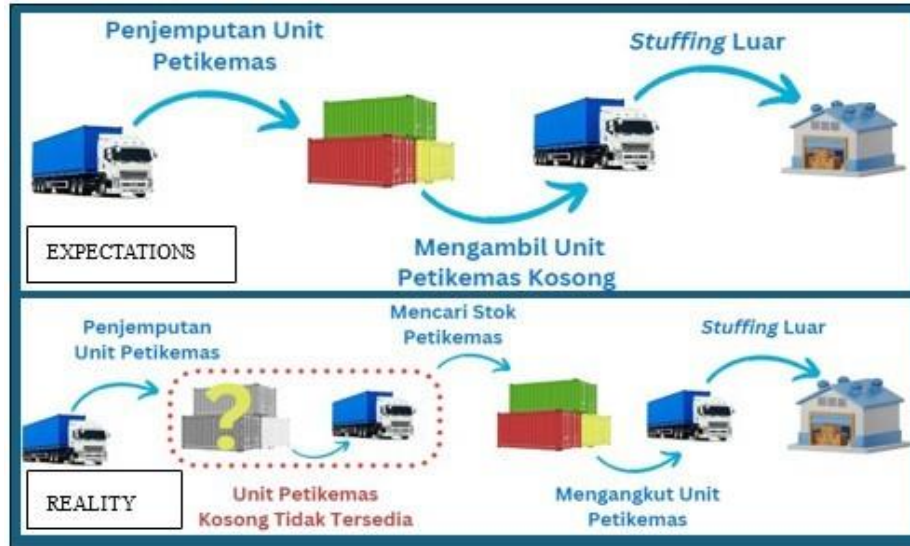 Penjemputan Unit
Petikemas
Stuffing Luar
EXPECTATIONS
Mengambil Unit
Petikemas Kosong
Penjemputan
Unit Petikemas
Mencari Stok
Petikemas
Stuffing Luar
?
REALITY
Unit Petikemas
Kosong Tidak Tersedia
Mengangkut Unit
Petikemas